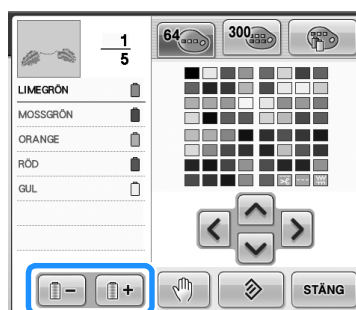 1
5
64
300
LIMEGRÖN
MOSSGRÖN
ORANGE
RÖD
GUL
- +
STÄNG